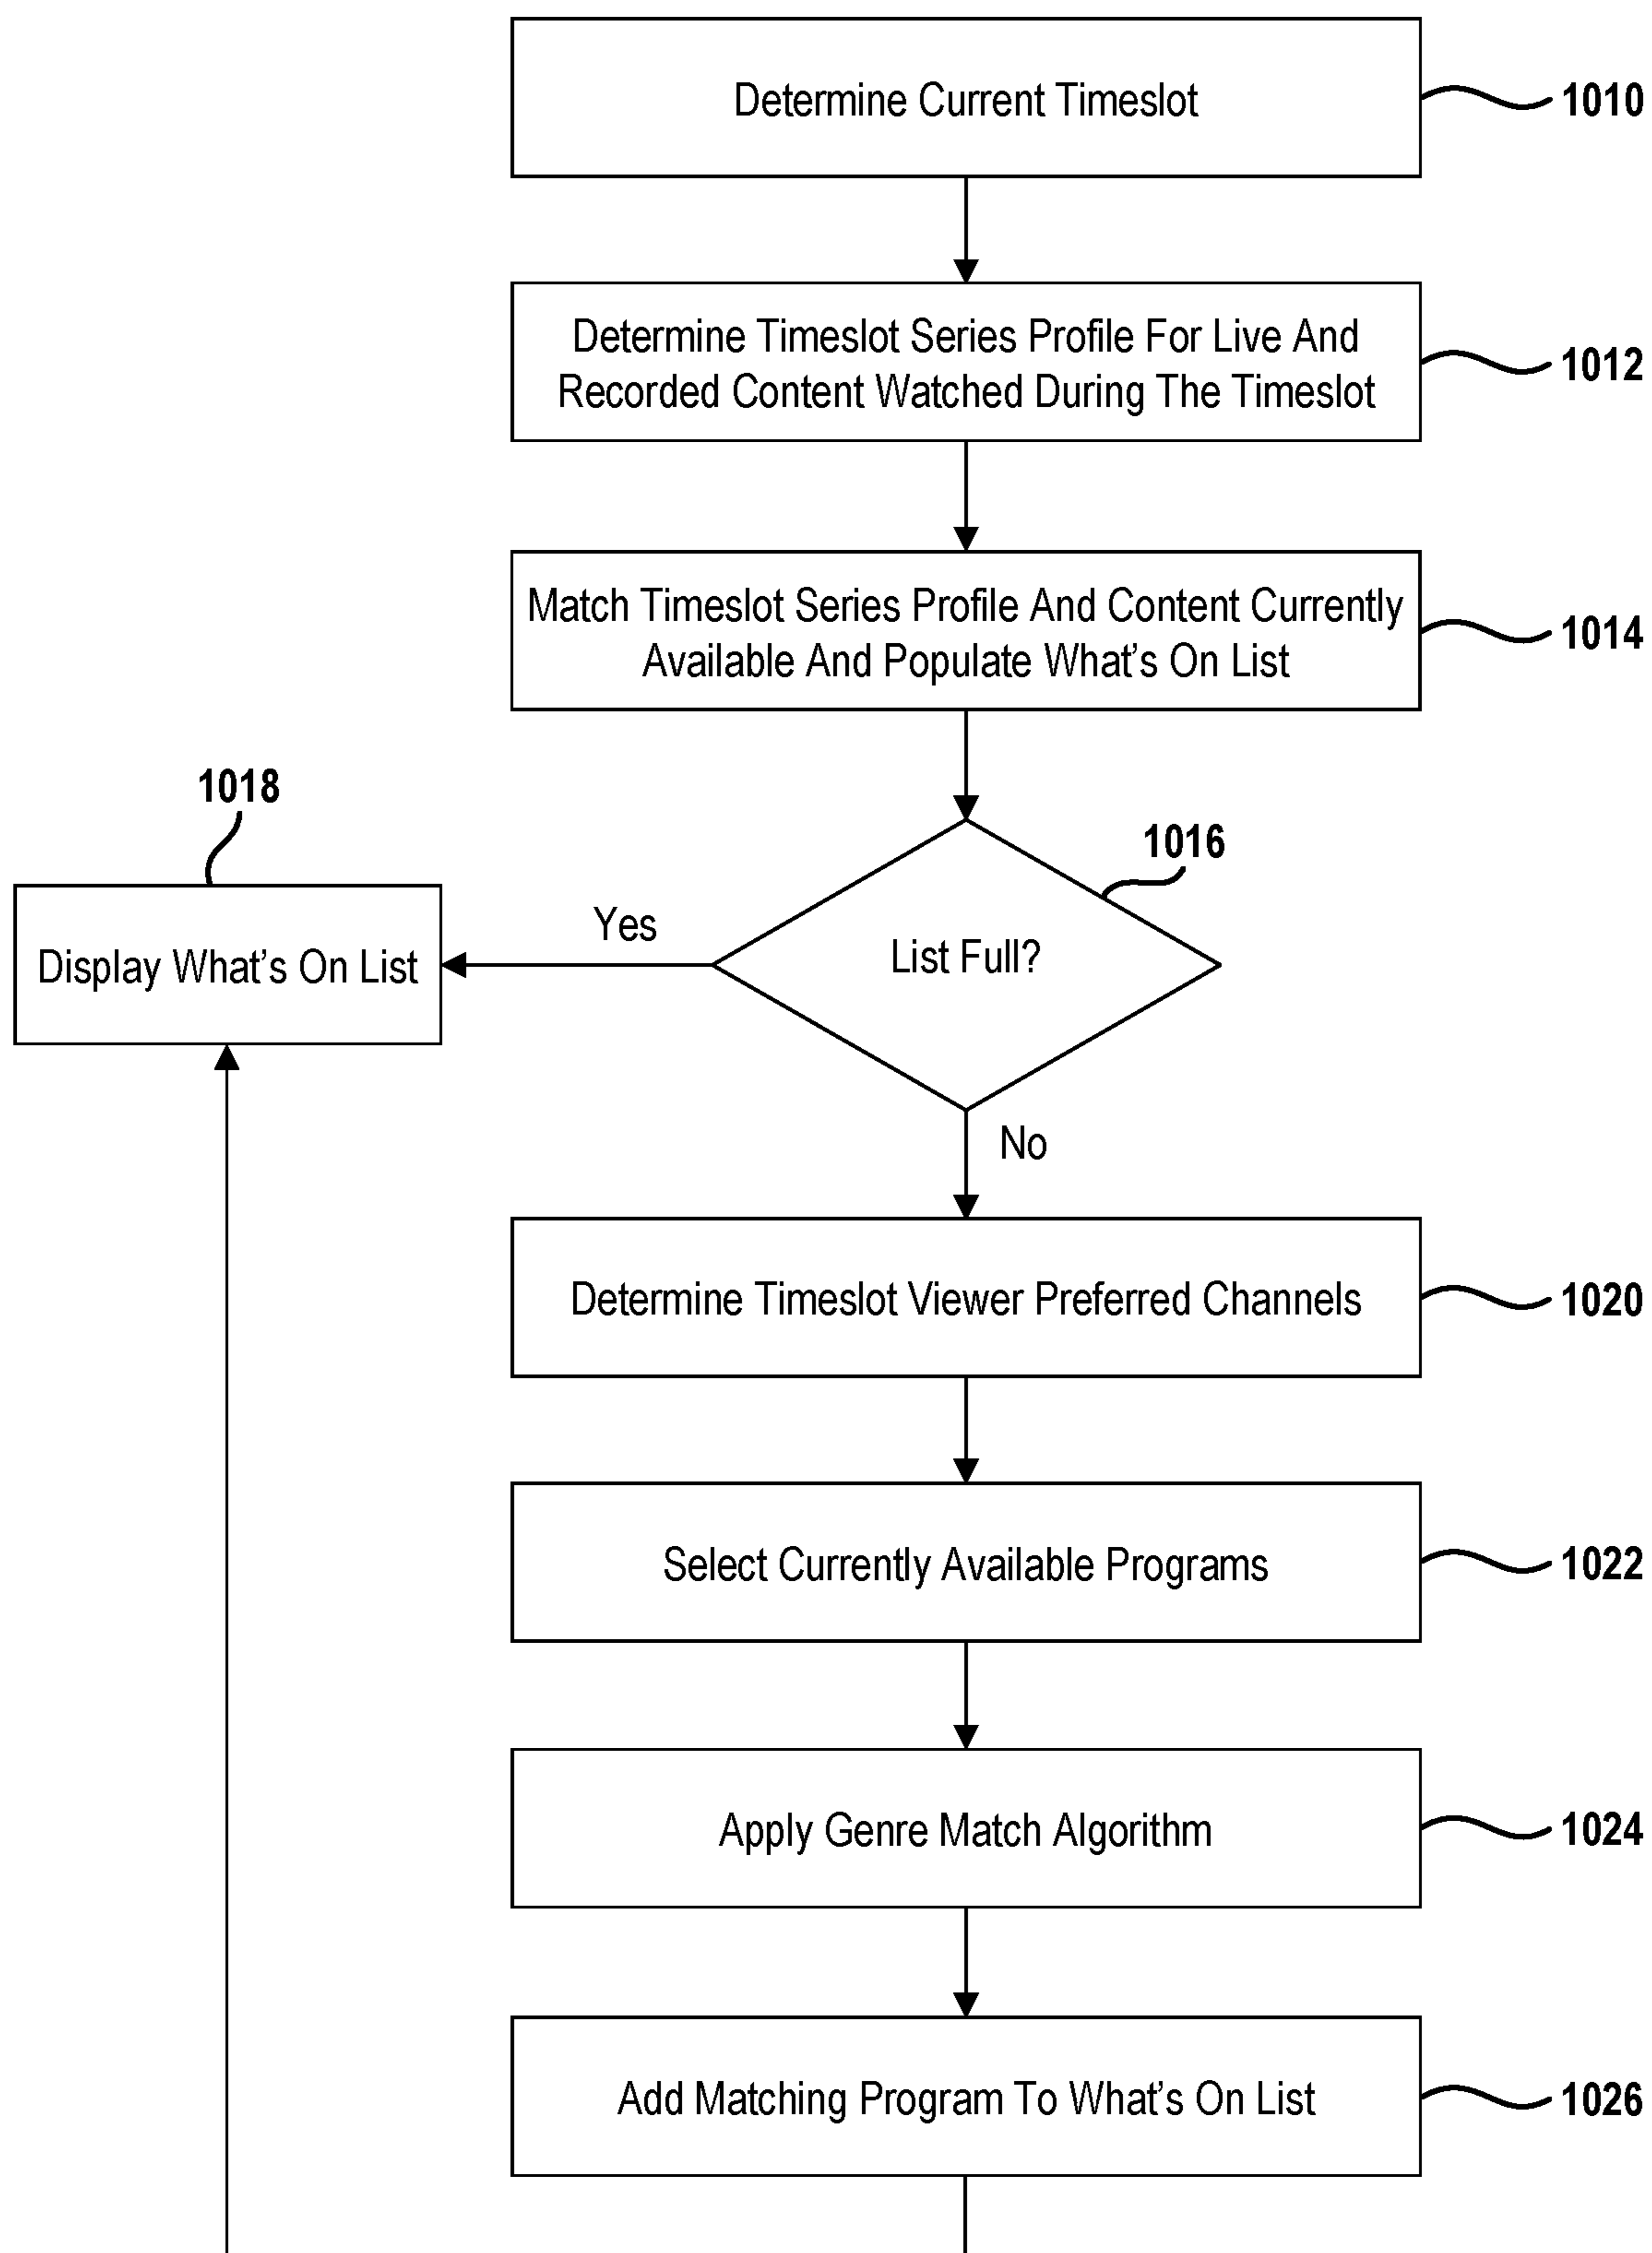 Determine Current Timeslot
1010
Determine Timeslot Series Profile For Live And
Recorded Content Watched During The Timeslot
1012
Match Timeslot Series Profile And Content Currently
Available And Populate What's On List
1014
1018
1016
Yes
Display What's On List
List Full?
No
Determine Timeslot Viewer Preferred Channels
1020
Select Currently Available Programs
1022
Apply Genre Match Algorithm
1024
Add Matching Program To What's On List
1026